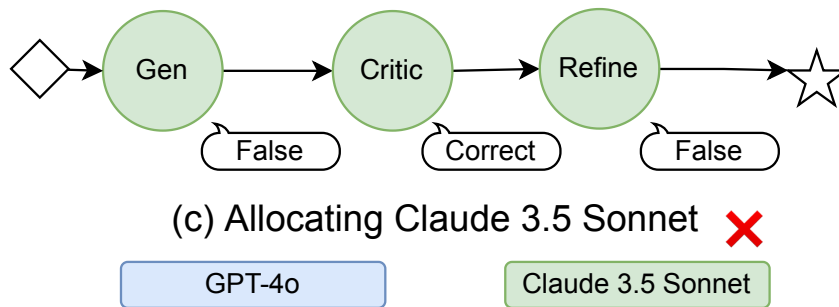 Gen Critic Refine
False Correct False
(c) Allocating Claude 3.5 Sonnet
GPT-4o Claude 3.5 Sonnet